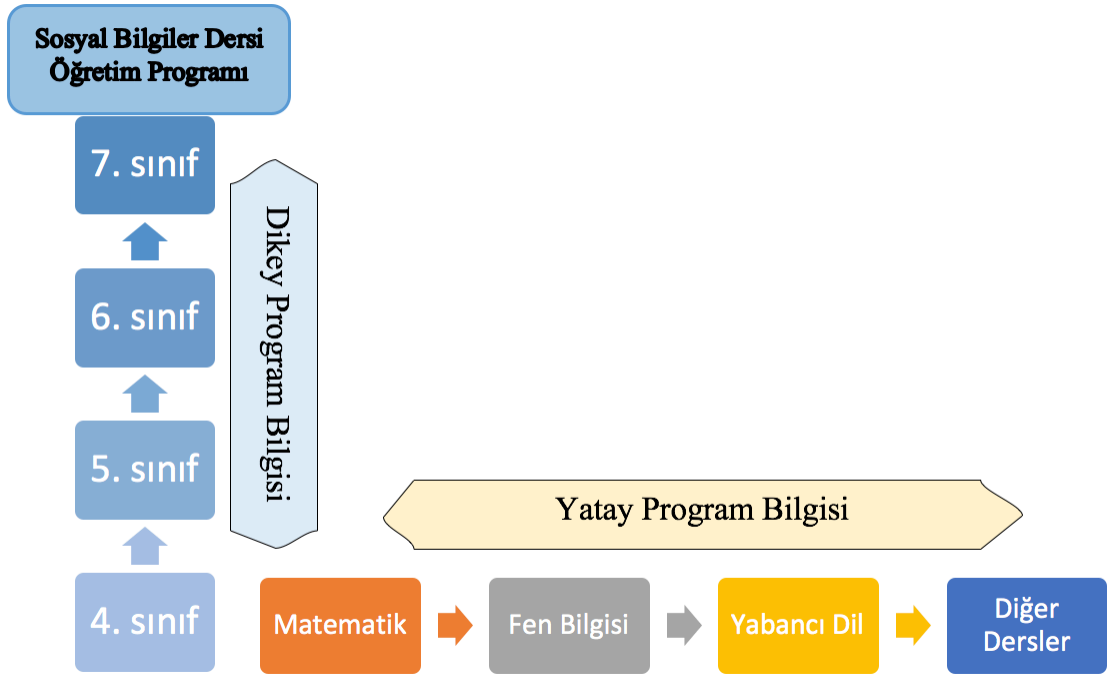 Sosyal Bilgiler Dersi
Öğretim Programı
7. sınıf
6. sınıf
5. sınıf
4. sınıf
Dikey Program Bilgisi
Yatay Program Bilgisi
Matematik
Fen Bilgisi
Yabancı Dil
Diğer
Dersler